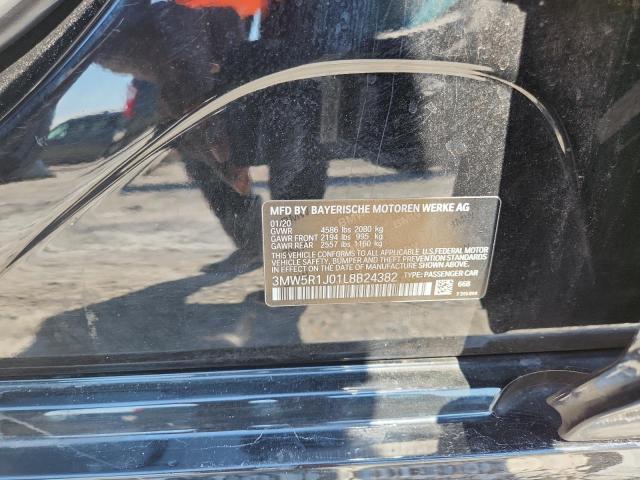 MFD BY BAYERISCHE MOTOREN WERKE AG
01/20
GVWR 4586 lbs 2080 kg
GAWR FRONT 2194 lbs 995 kg
GAWR REAR 2557 lbs 1160 kg
THIS VEHICLE CONFORMS TO ALL APPLICABLE U.S.FEDERAL MOTOR
VEHICLE SAFETY, BUMPER, AND THEFT PREVENTION STANDARDS
IN EFFECT ON THE DATE OF MANUFACTURE SHOWN ABOVE.
3MW5R1J01L8B24382 TYPE: PASSENGER CAR
668